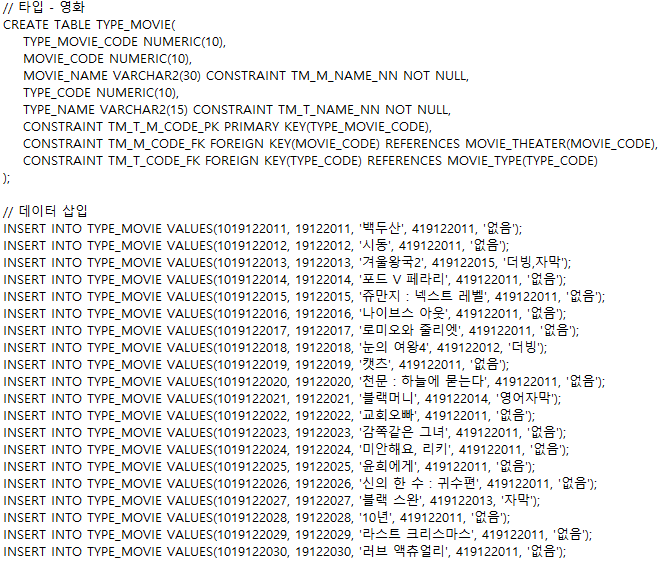 // 타입 - 영화
CREATE TABLE TYPE_MOVIE(
TYPE_MOVIE_CODE NUMERIC(10),
MOVIE_CODE NUMERIC(10),
MOVIE_NAME VARCHAR2(30) CONSTRAINT TM_M_NAME_NN NOT NULL,
TYPE_CODE NUMERIC(10),
TYPE_NAME VARCHAR2(15) CONSTRAINT TM_T_NAME_NN NOT NULL,
CONSTRAINT TM_T_M_CODE_PK PRIMARY KEY(TYPE_MOVIE_CODE),
CONSTRAINT TM_M_CODE_FK FOREIGN KEY(MOVIE_CODE) REFERENCES MOVIE_THEATER(MOVIE_CODE),
CONSTRAINT TM_T_CODE_FK FOREIGN KEY(TYPE_CODE) REFERENCES MOVIE_TYPE(TYPE_CODE)
);
// 데이터 삽입
INSERT INTO TYPE_MOVIE VALUES(1019122011, 19122011, '백두산', 419122011, '없음');
INSERT INTO TYPE_MOVIE VALUES(1019122012, 19122012, '시동', 419122011, '없음');
INSERT INTO TYPE_MOVIE VALUES(1019122013, 19122013, '겨울왕국2', 419122015, '더빙,자막');
INSERT INTO TYPE_MOVIE VALUES(1019122014, 19122014, '포드 V 페라리', 419122011, '없음');
INSERT INTO TYPE_MOVIE VALUES(1019122015, 19122015, '쥬만지 : 넥스트 레벨', 419122011, '없음');
INSERT INTO TYPE_MOVIE VALUES(1019122016, 19122016, '나이브스 아웃', 419122011, '없음');
INSERT INTO TYPE_MOVIE VALUES(1019122017, 19122017, '로미오와 줄리엣', 419122011, '없음');
INSERT INTO TYPE_MOVIE VALUES(1019122018, 19122018, '눈의 여왕4', 419122012, '더빙');
INSERT INTO TYPE_MOVIE VALUES(1019122019, 19122019, '캣츠', 419122011, '없음');
INSERT INTO TYPE_MOVIE VALUES(1019122020, 19122020, '천문 : 하늘에 묻는다', 419122011, '없음');
INSERT INTO TYPE_MOVIE VALUES(1019122021, 19122021, '블랙머니', 419122014, '영어자막');
INSERT INTO TYPE_MOVIE VALUES(1019122022, 19122022, '교회오빠', 419122011, '없음');
INSERT INTO TYPE_MOVIE VALUES(1019122023, 19122023, '감쪽같은 그녀', 419122011, '없음');
INSERT INTO TYPE_MOVIE VALUES(1019122024, 19122024, '미안해요, 리키', 419122011, '없음');
INSERT INTO TYPE_MOVIE VALUES(1019122025, 19122025, '윤희에게', 419122011, '없음');
INSERT INTO TYPE_MOVIE VALUES(1019122026, 19122026, '신의 한 수 : 귀수편', 419122011, '없음');
INSERT INTO TYPE_MOVIE VALUES(1019122027, 19122027, '블랙 스완', 419122013, '자막');
INSERT INTO TYPE_MOVIE VALUES(1019122028, 19122028, '10년', 419122011, '없음');
INSERT INTO TYPE_MOVIE VALUES(1019122029, 19122029, '라스트 크리스마스', 419122011, '없음');
INSERT INTO TYPE_MOVIE VALUES(1019122030, 19122030, '러브 액츄얼리', 419122011, '없음');